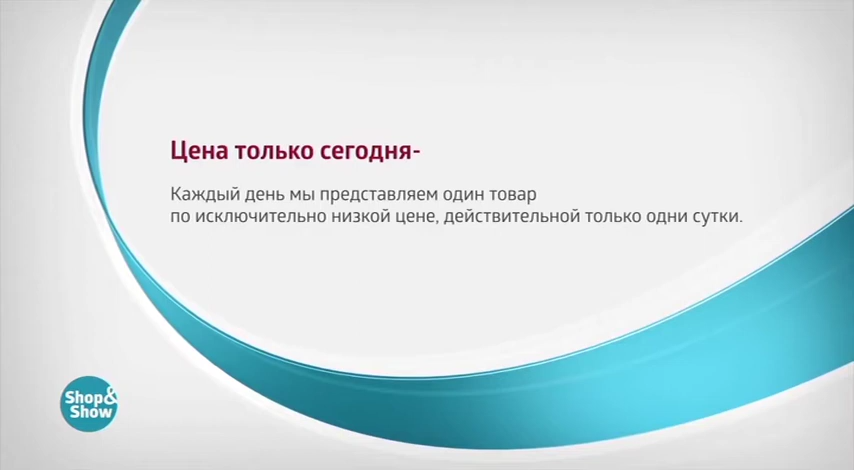 Цена только сегодня-
Каждый день мы представляем один товар
по исключительно низкой цене, действительной только одни сутки.
Shop&
Show